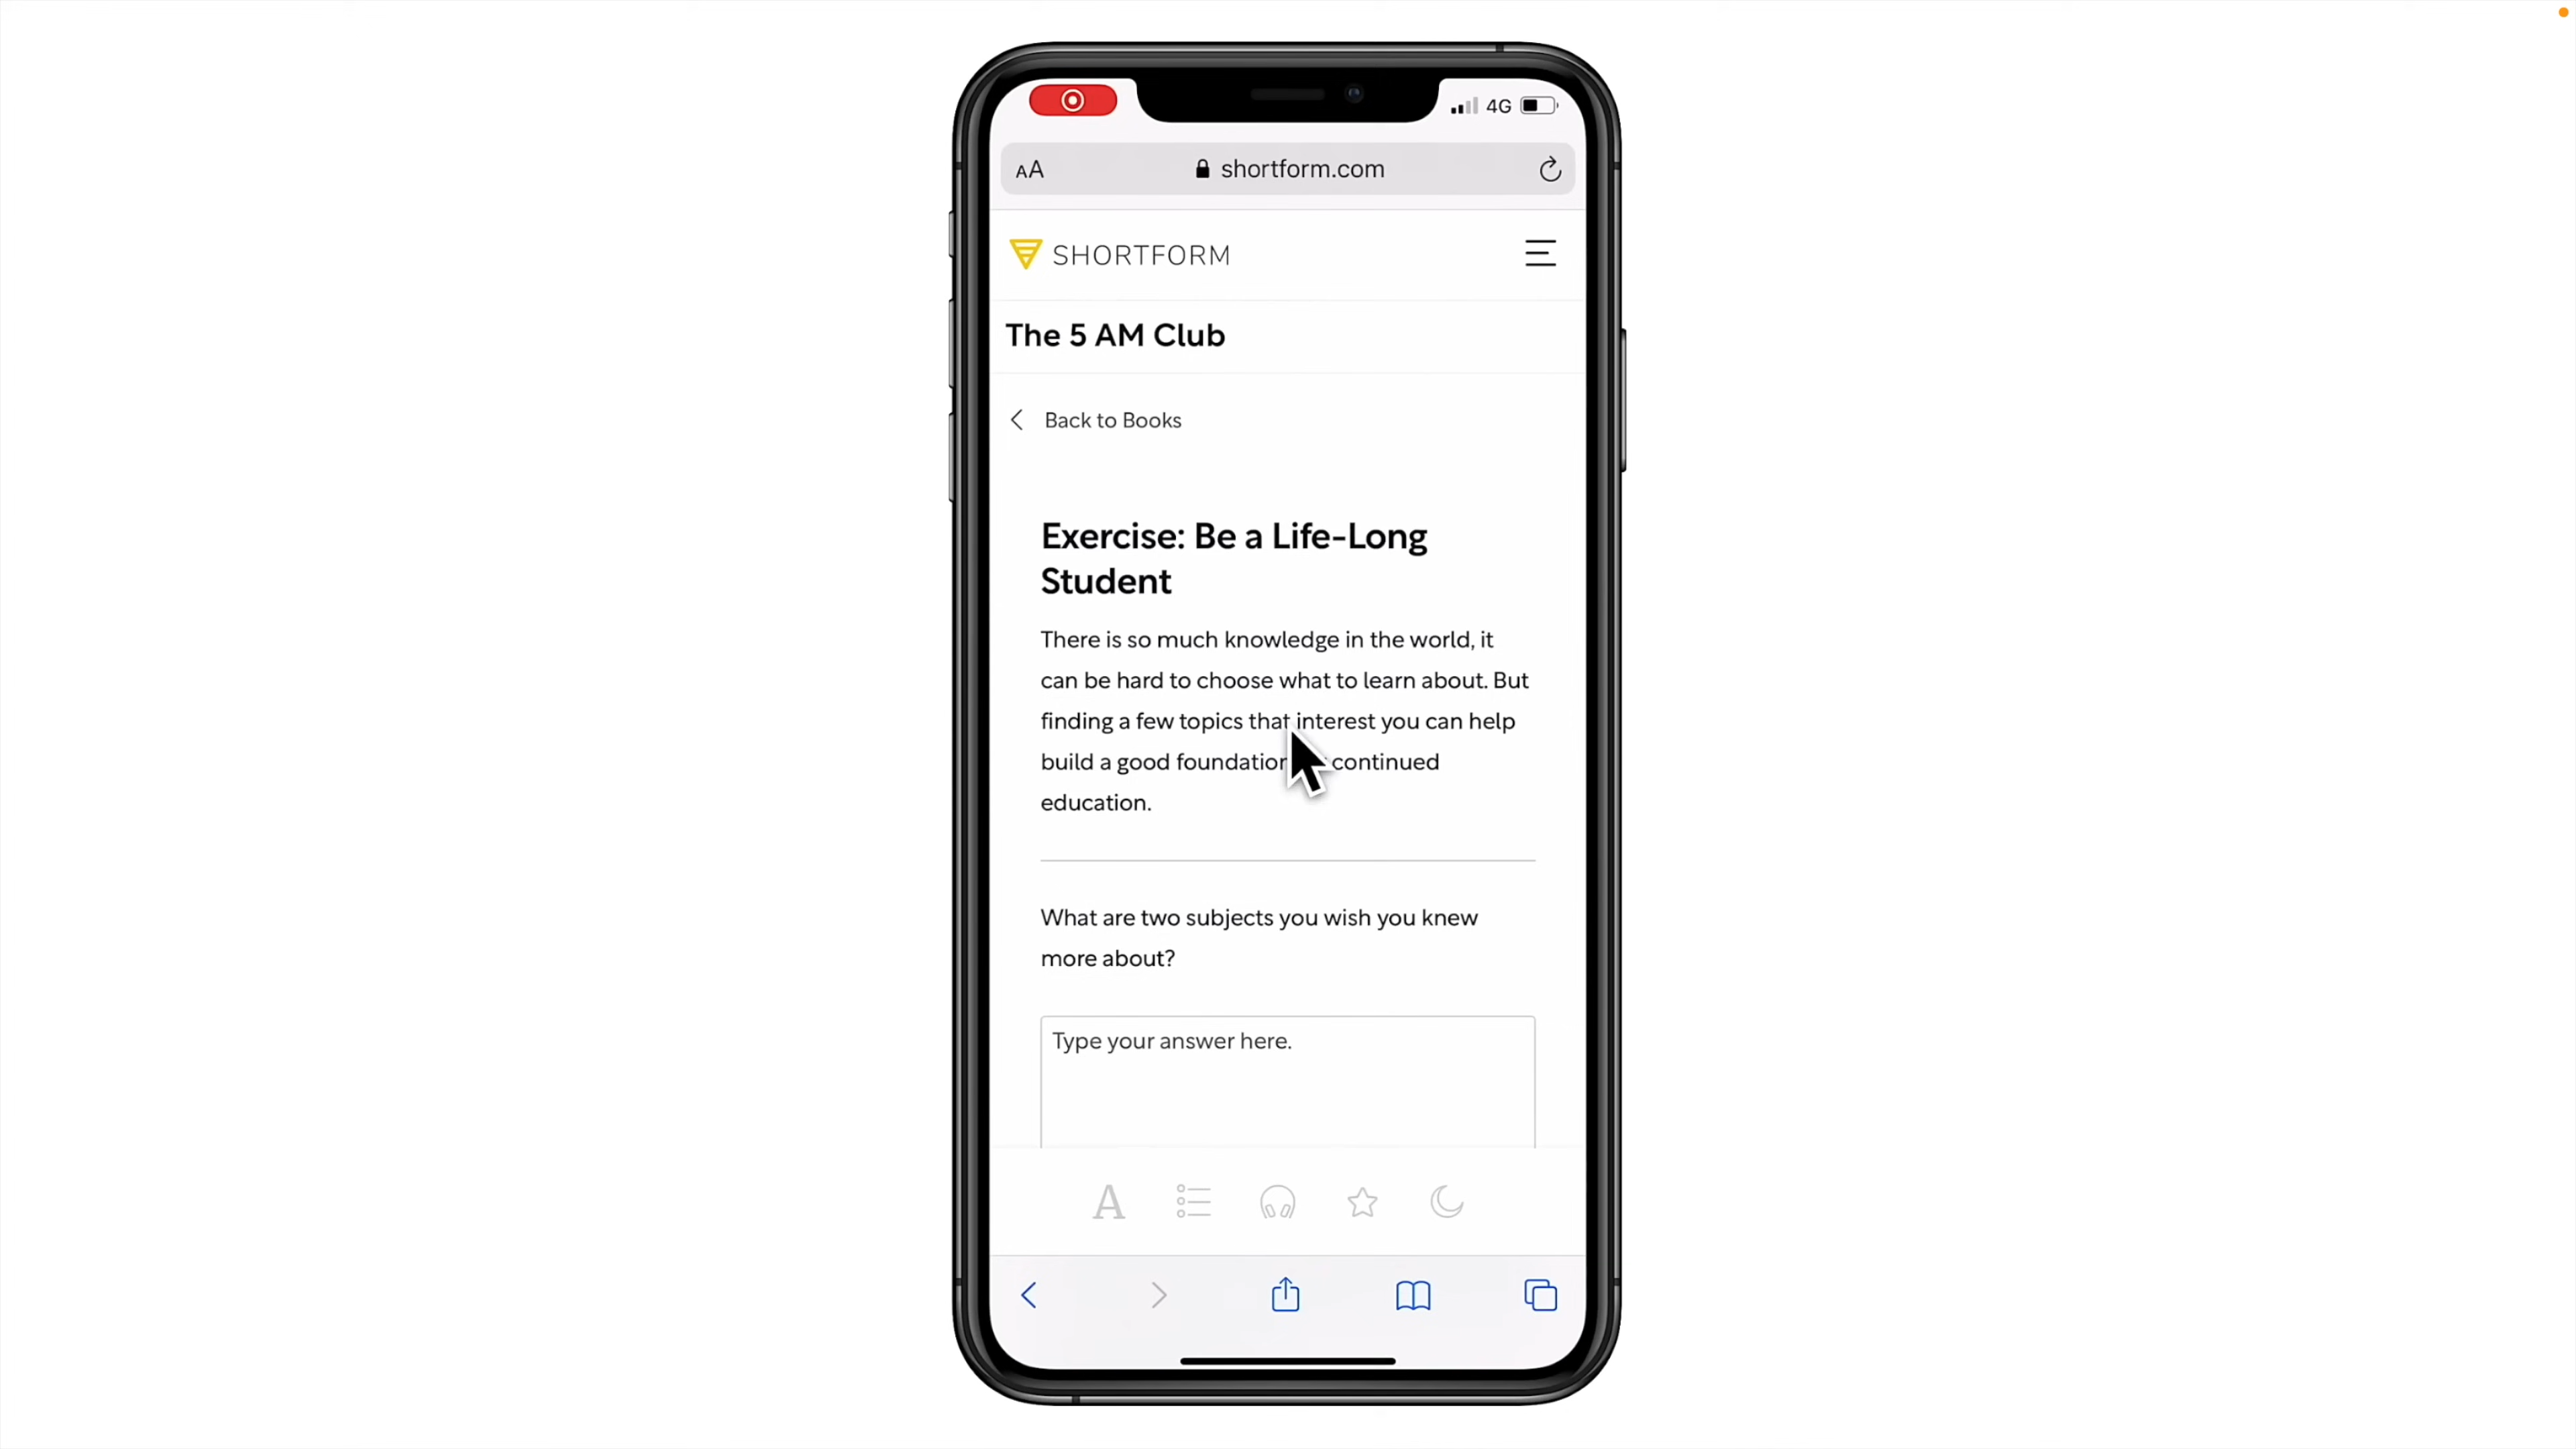 4G
AA shortform.com
SHORTFORM
The 5 AM Club
Back to Books
Exercise: Be a Life-Long
Student
There is so much knowledge in the world, it
can be hard to choose what to learn about. But
finding a few topics that interest you can help
build a good foundation continued
education.
What are two subjects you wish you knew
more about?
Type your answer here.
A